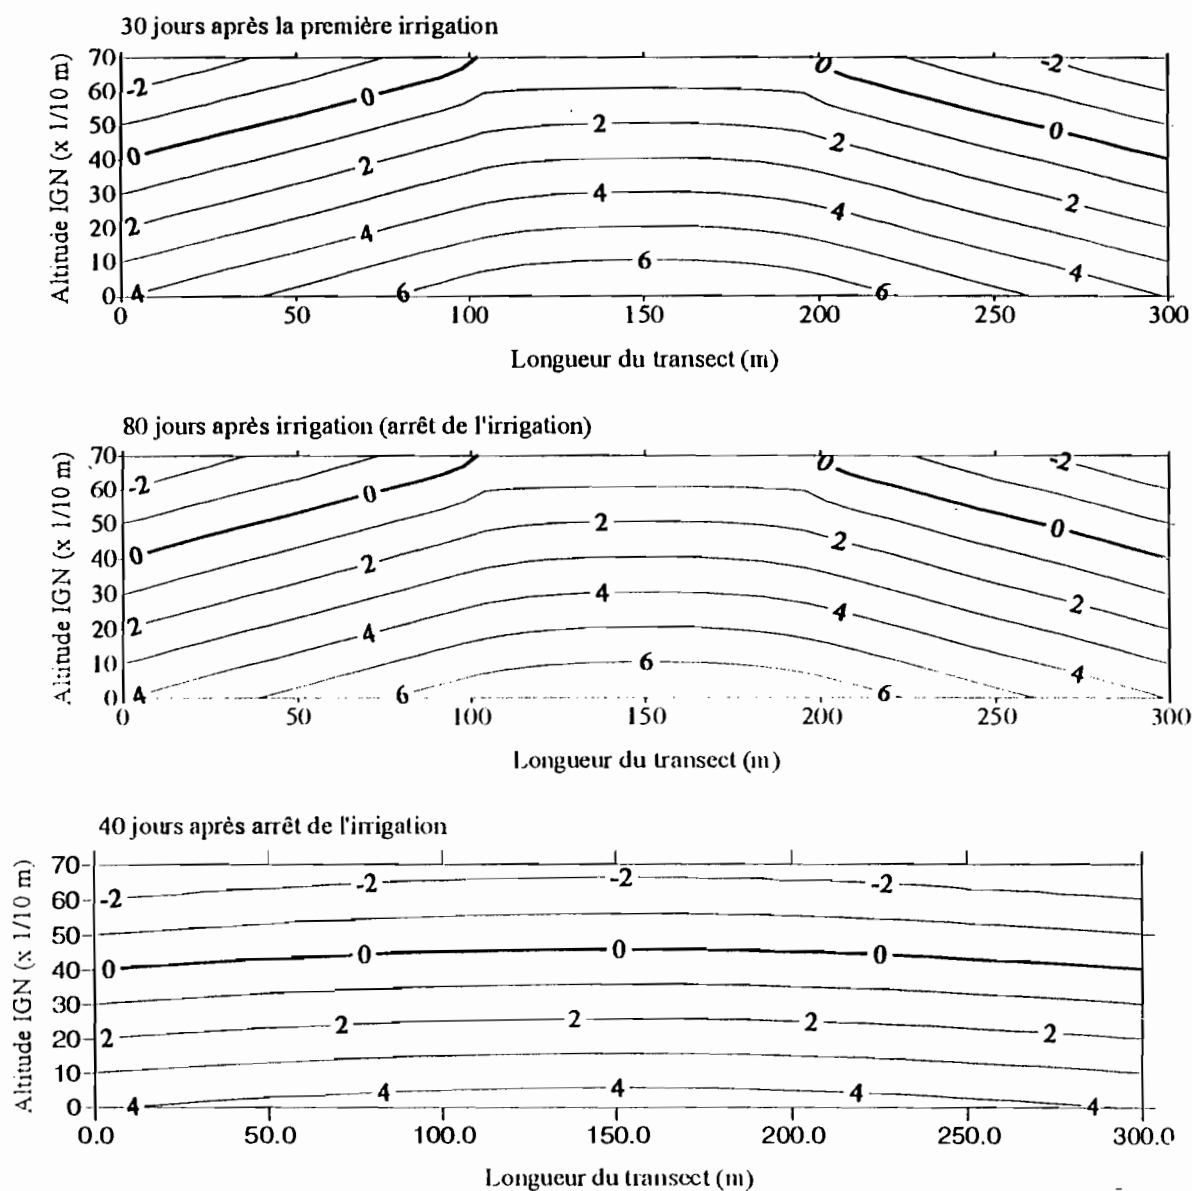 30 jours après la première irrigation
Altitude IGN (x 1/10 m)
70
60
50
40
30
20
10
0
-2 0 0 -2
0 2 0
2 2 2
2 4 4 2
4 4
4 6 6 6 4
0 50 100 150 200 250 300
Longueur du transect (m)
80 jours après irrigation (arrêt de l'irrigation)
Altitude IGN (x 1/10 m)
70
60
50
40
30
20
10
0
-2 0 0 -2
0 2 0
2 2 2
2 4 4 2
4 4
4 6 6 6 4
0 50 100 150 200 250 300
Longueur du transect (m)
40 jours après arrêt de l'irrigation
Altitude IGN (x 1/10 m)
70
60
50
40
30
20
10
0
-2 -2 -2 -2
0 0 0 0
2 2 2 2 2
4 4 4 4 4
0.0 50.0 100.0 150.0 200.0 250.0 300.0
Longueur du transect (m)